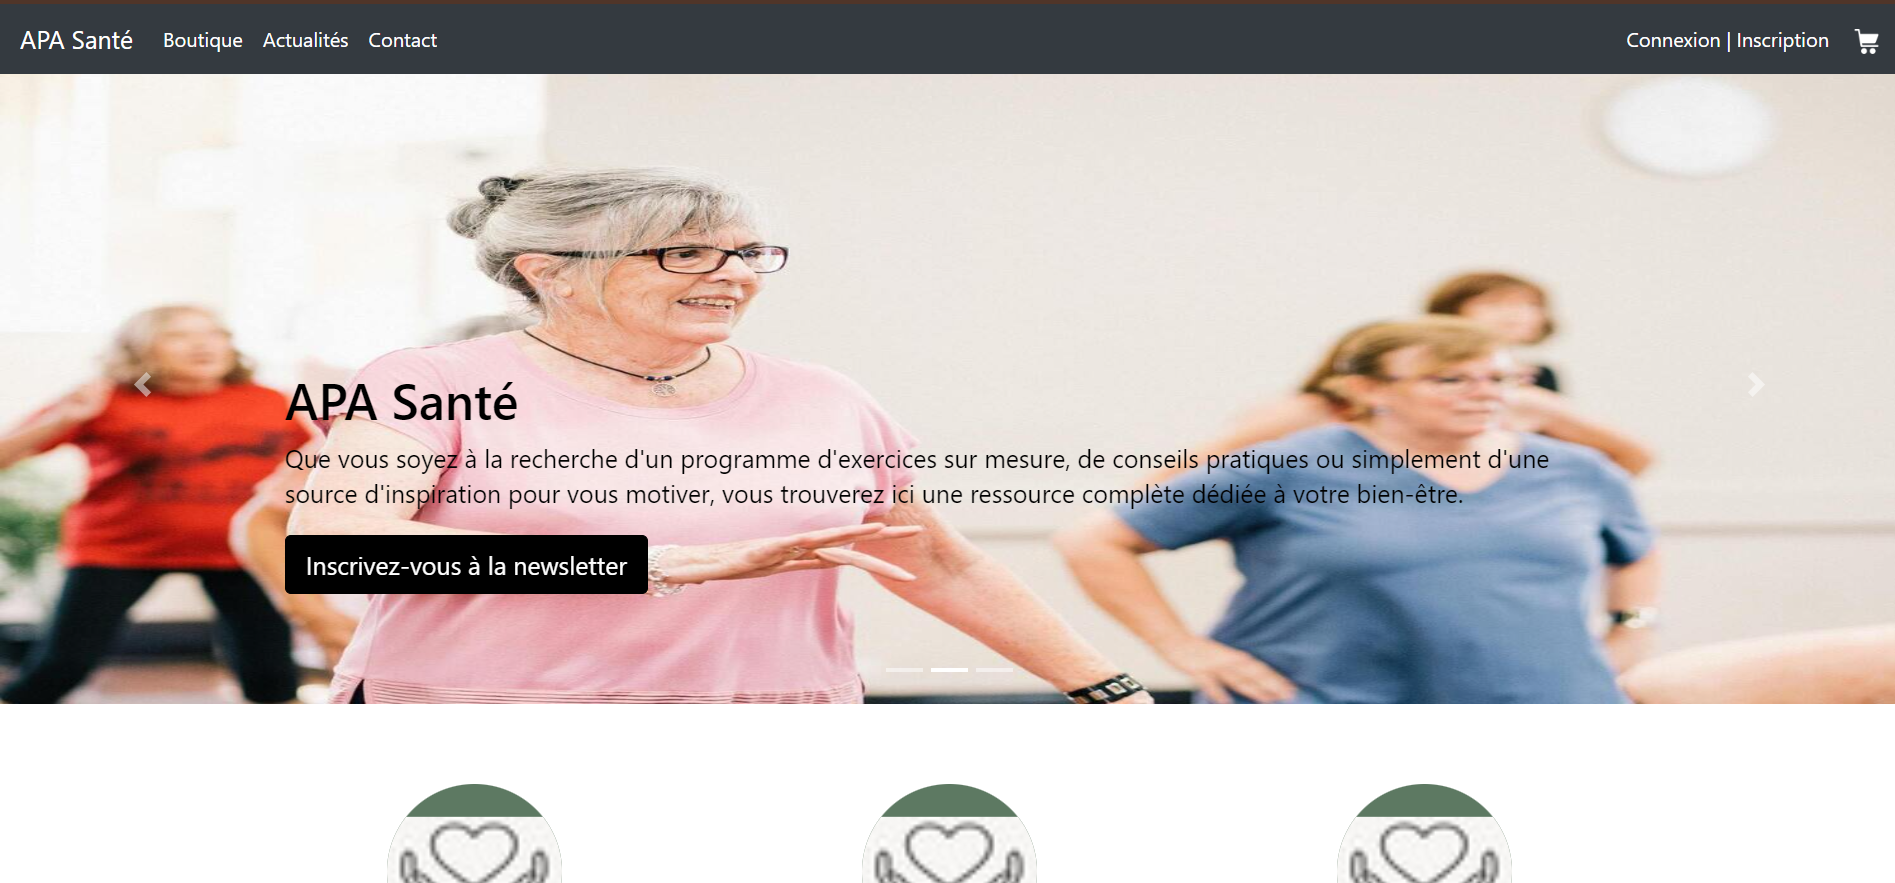 APA Santé Boutique Actualités Contact Connexion | Inscription
APA Santé
Que vous soyez à la recherche d'un programme d'exercices sur mesure, de conseils pratiques ou simplement d'une
source d'inspiration pour vous motiver, vous trouverez ici une ressource complète dédiée à votre bien-être.
Inscrivez-vous à la newsletter